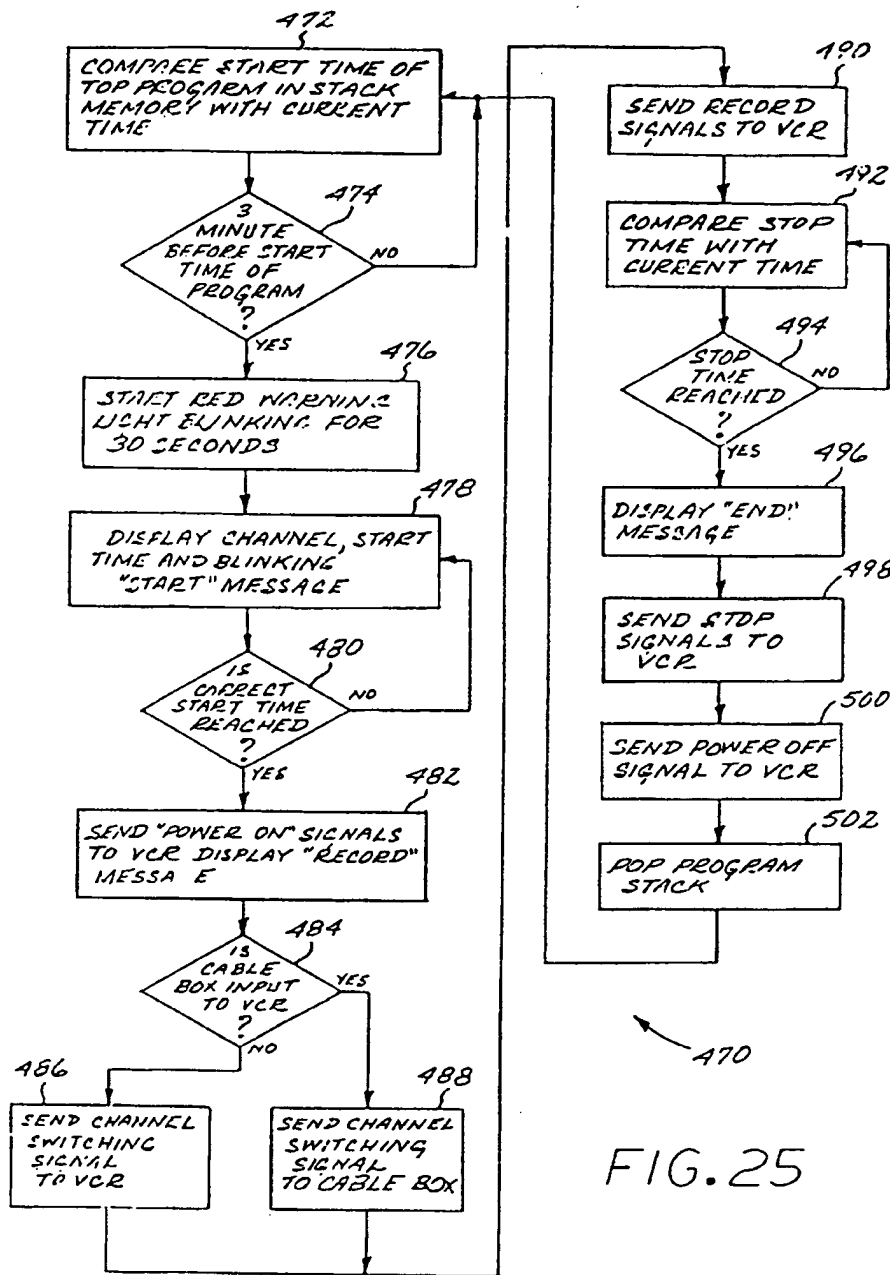 472
COMPARE START TIME OF
TOP PROGARM IN STACK
MEMORY WITH CURRENT
TIME
474
3
MINUTE
BEFORE START
TIME OF
PROGRAM
?
NO
YES
476
START RED WARNING
LIGHT BLINKING FOR
30 SECONDS
478
DISPLAY CHANNEL, START
TIME AND BLINKING
"START" MESSAGE
480
IS
CORRECT
START TIME
REACHED
?
NO
YES
482
SEND "POWER ON" SIGNALS
TO VCR DISPLAY "RECORD"
MESSA E
484
IS
CABLE
BOX INPUT
TO VCR
?
YES
NO
486
SEND CHANNEL
SWITCHING
SIGNAL
TO VCR
488
SEND CHANNEL
SWITCHING
SIGNAL
TO CABLE BOX
490
SEND RECORD
SIGNALS TO VCR
492
COMPARE STOP
TIME WITH
CURRENT TIME
494
STOP
TIME
REACHED
?
NO
YES
496
DISPLAY "END"
MESSAGE
498
SEND STOP
SIGNALS TO
VCR
500
SEND POWER OFF
SIGNAL TO VCR
502
POP PROGRAM
STACK
470
FIG.25